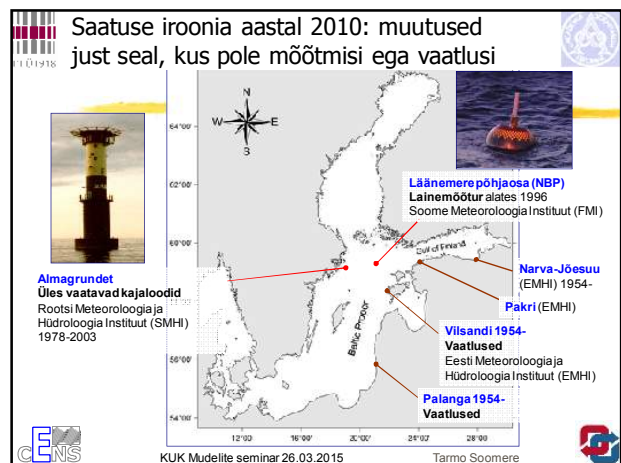 Saatuse iroonia aastal 2010: muutused
just seal, kus pole mõõtmisi ega vaatlusi
TTÜ1918
N
W
E
S
64°00'
62°00'
60°00'
56°00'
54°00'
12°00'
16°00'
20°00'
24°00'
28°00'
Gulf of Finland
Baltic Proper
Läänemere põhjaosa (NBP)
Lainemõõtur alates 1996
Soome Meteoroloogia Instituut (FMI)
Almagrundet
Üles vaatavad kajaloodid
Rootsi Meteoroloogia ja
Hüdroloogia Instituut (SMHI)
1978-2003
Narva-Jõesuu
(EMHI) 1954-
Pakri (EMHI)
Vilsandi 1954-
Vaatlused
Eesti Meteoroloogia ja
Hüdroloogia Instituut (EMHI)
Palanga 1954-
Vaatlused
CENS
KUK Mudelite seminar 26.03.2015
Tarmo Soomere